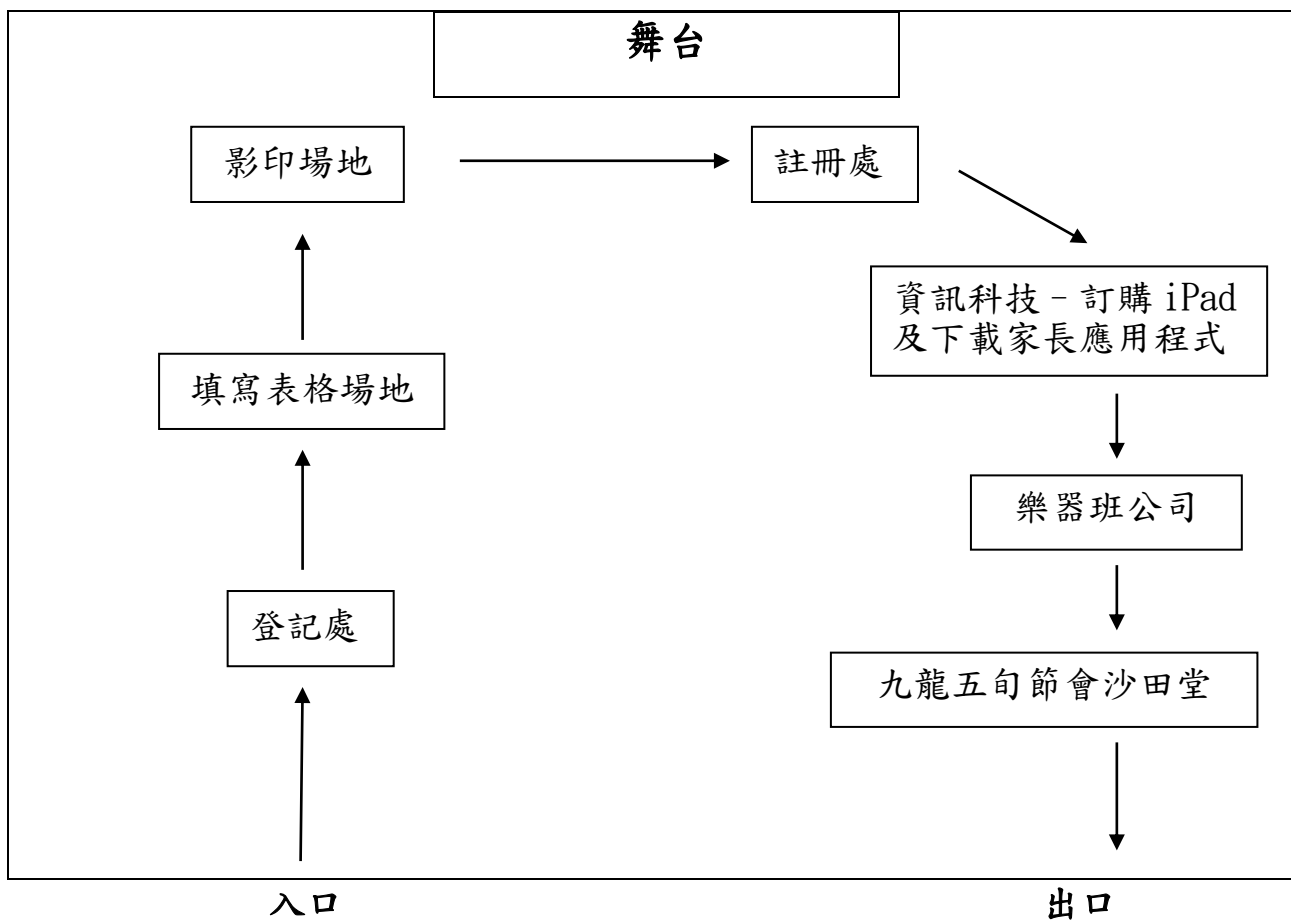 舞台
影印場地
註冊處
資訊科技–訂購 iPad
及下載家長應用程式
填寫表格場地
樂器班公司
登記處
九龍五旬節會沙田堂
入口
出口